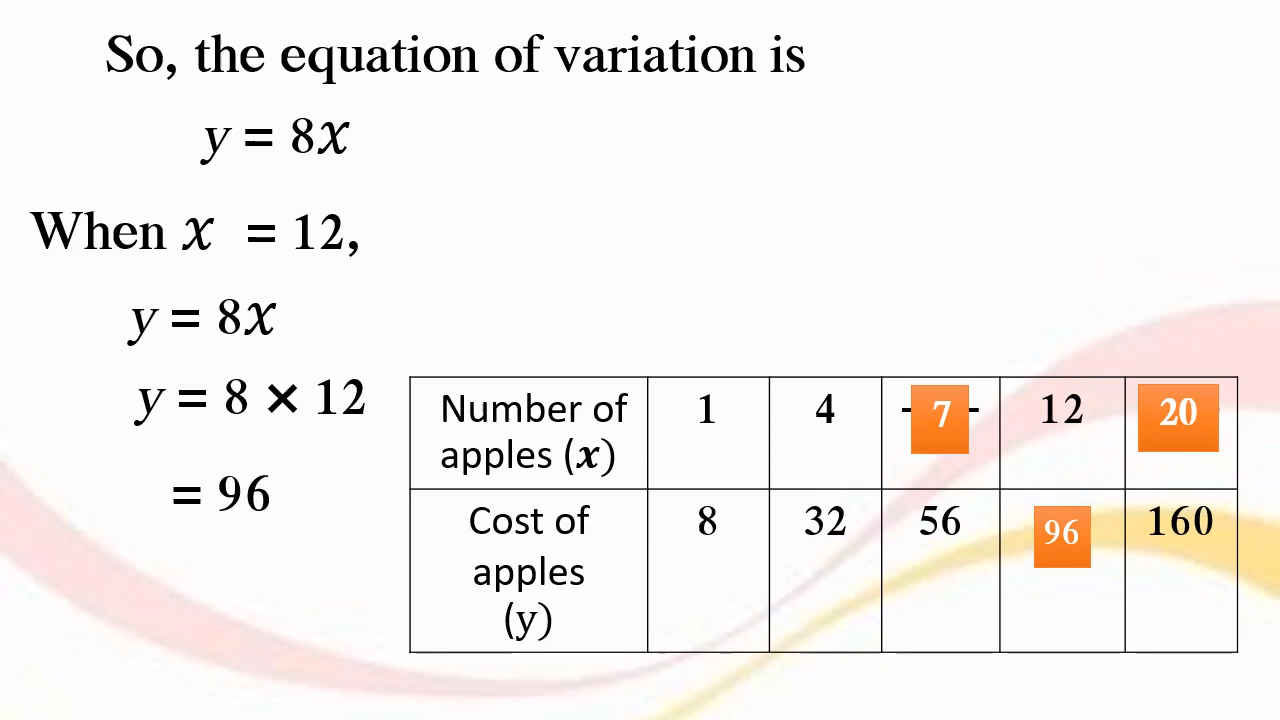 So, the equation of variation is
y = 8x
When x = 12,
y = 8x
y = 8 × 12
= 96
Number of apples (x) 1 4 7 12 20
Cost of apples (y) 8 32 56 96 160